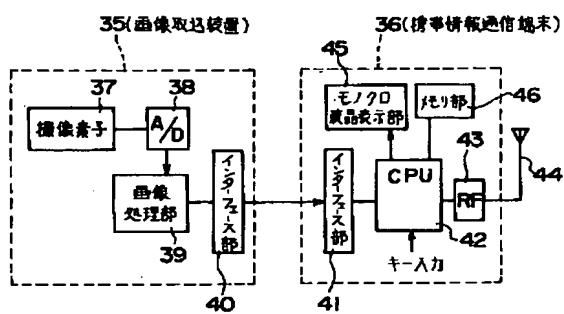 35(画像取込装置)
36(携帯情報通信端末)
37
38
撮像素子
A/D
画像
処理部
39
インターフェース部
40
45
モノクロ
液晶表示部
メモリ部
46
インターフェース部
41
CPU
42
43
RF
44
キー入力